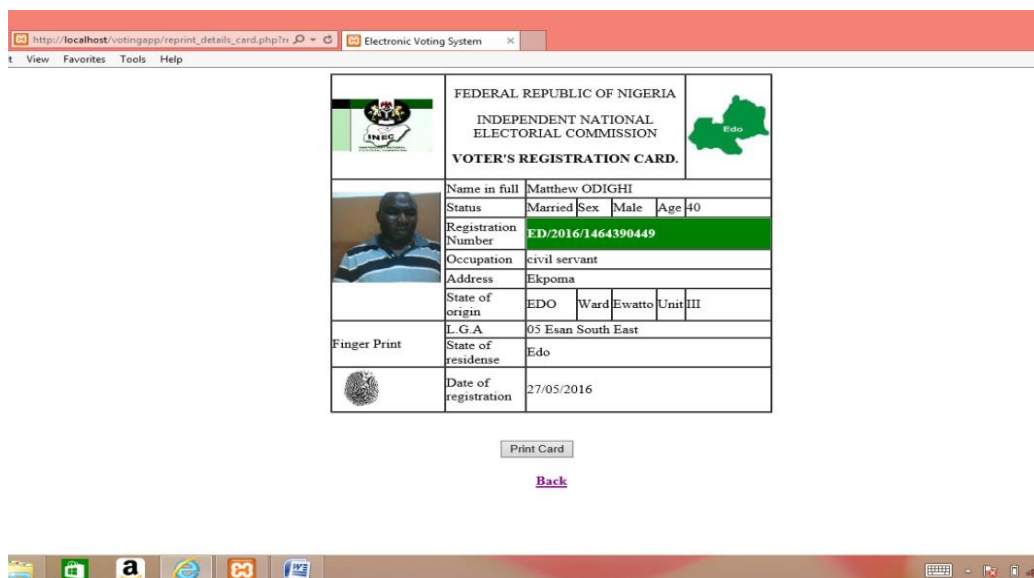 http://localhost/votingapp/reprint_details_card.php?re
Electronic Voting System
t View Favorites Tools Help
INEC
FEDERAL REPUBLIC OF NIGERIA
INDEPENDENT NATIONAL
ELECTORIAL COMMISSION
VOTER'S REGISTRATION CARD.
Edo
Name in full Matthew ODIGHI
Status Married Sex Male Age 40
Registration
Number ED/2016/1464390449
Occupation civil servant
Address Ekpoma
State of
origin EDO Ward Ewatto Unit III
Finger Print
L.G.A 05 Esan South East
State of
residense Edo
Date of
registration 27/05/2016
Print Card
Back